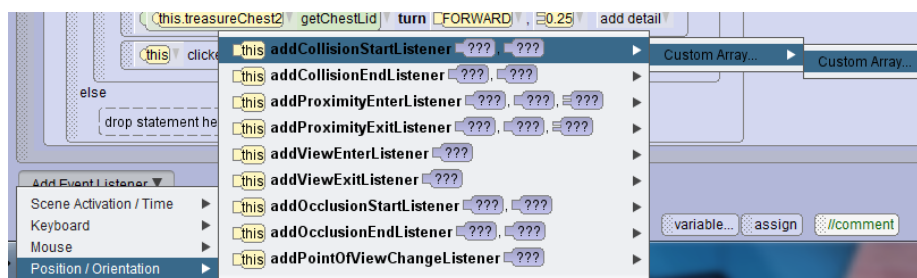 this.treasureChest2 getChestLid turn FORWARD , 0.25 add detail
this clicke
this addCollisionStartListener ??? , ???
Custom Array...
Custom Array...
this addCollisionEndListener ??? , ???
else
this addProximityEnterListener ??? , ??? , ???
drop statement he
this addProximityExitListener ??? , ??? , ???
this addViewEnterListener ???
this addViewExitListener ???
Add Event Listener
Scene Activation / Time
this addOcclusionStartListener ??? , ???
Keyboard
this addOcclusionEndListener ??? , ???
variable... assign //comment
Mouse
this addPointOfViewChangeListener ???
Position / Orientation